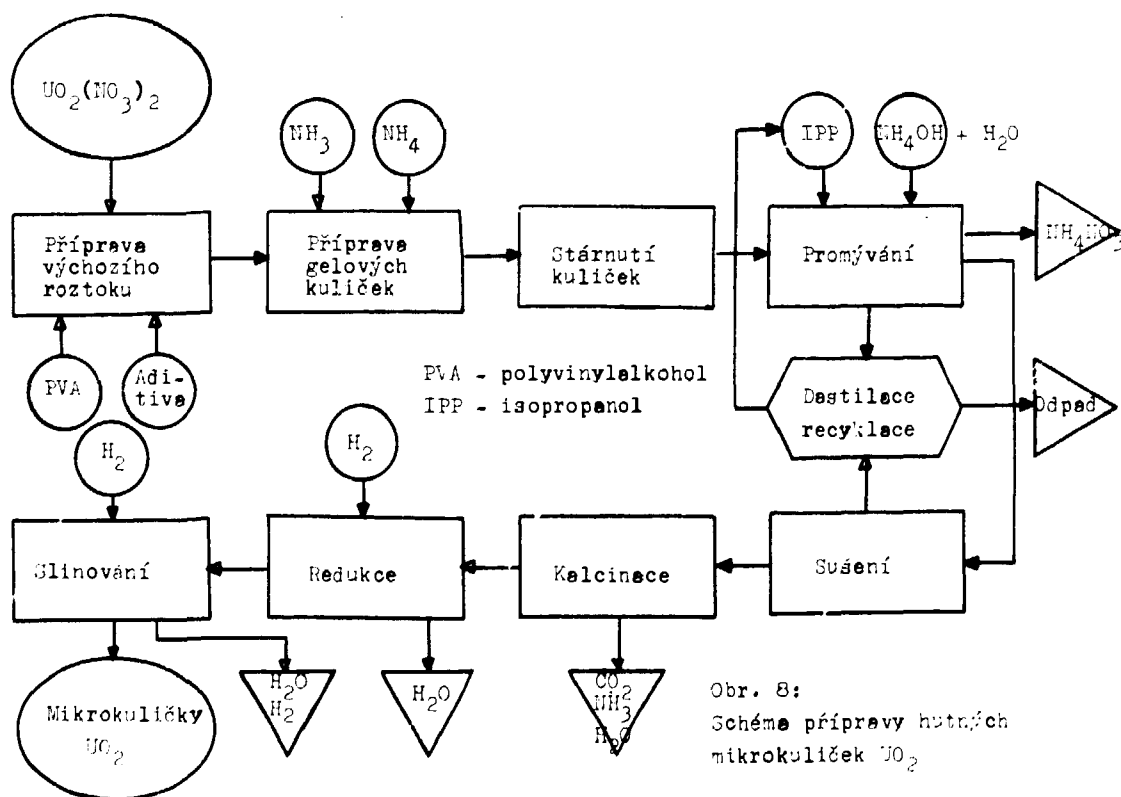 UO2(NO3)2
NH3
NH4
IPP
NH4OH + H2O
Příprava
výchozího
roztoku
Příprava
gelových
kuliček
Stárnutí
kuliček
Promývání
NH4NO3
PVA
Adi-
tiva
PVA - polyvinylalkohol
IPP - isopropanol
Dastilace
recyklace
Odpad
H2
H2
Slinování
Redukce
Kalcinace
Sušení
Mikrokuličky
UO2
H2O
H2
H2O
CO2
NH3
H2O
Obr. 8:
Schéma přípravy hutných
mikrokuliček UO2